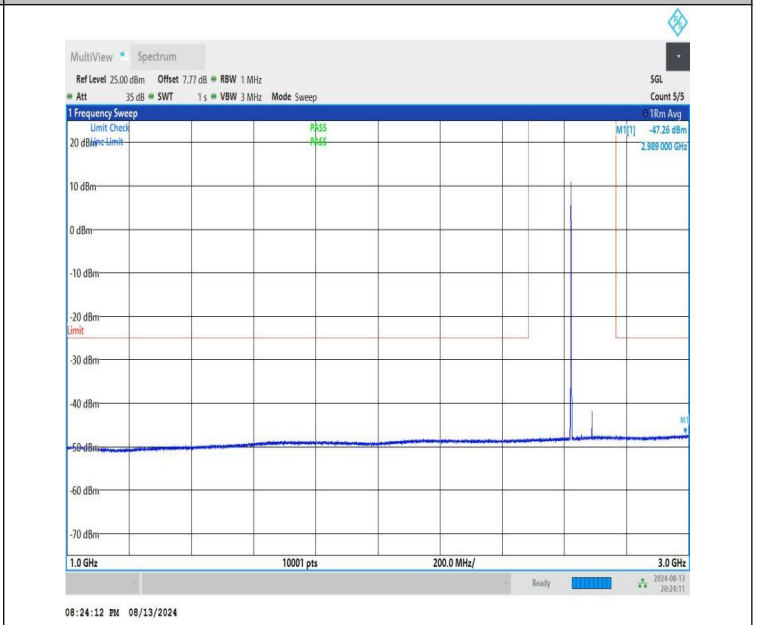 R S
MultiView Spectrum
Ref Level 25.00 dBm Offset 7.77 dB RBW 1 MHz SGL
Att 35 dB SWT 1 s VBW 3 MHz Mode Sweep Count 5/5
1 Frequency Sweep 1Rm Avg
Limit Check PASS M1[1] -47.26 dBm
20 dBm Line Limit PASS 2.989 000 GHz
10 dBm
0 dBm
-10 dBm
-20 dBm
Limit
-30 dBm
-40 dBm
M1
-50 dBm
-60 dBm
-70 dBm
1.0 GHz 10001 pts 200.0 MHz/ 3.0 GHz
Ready 2024-08-13
20:24:11
08:24:12 PM 08/13/2024